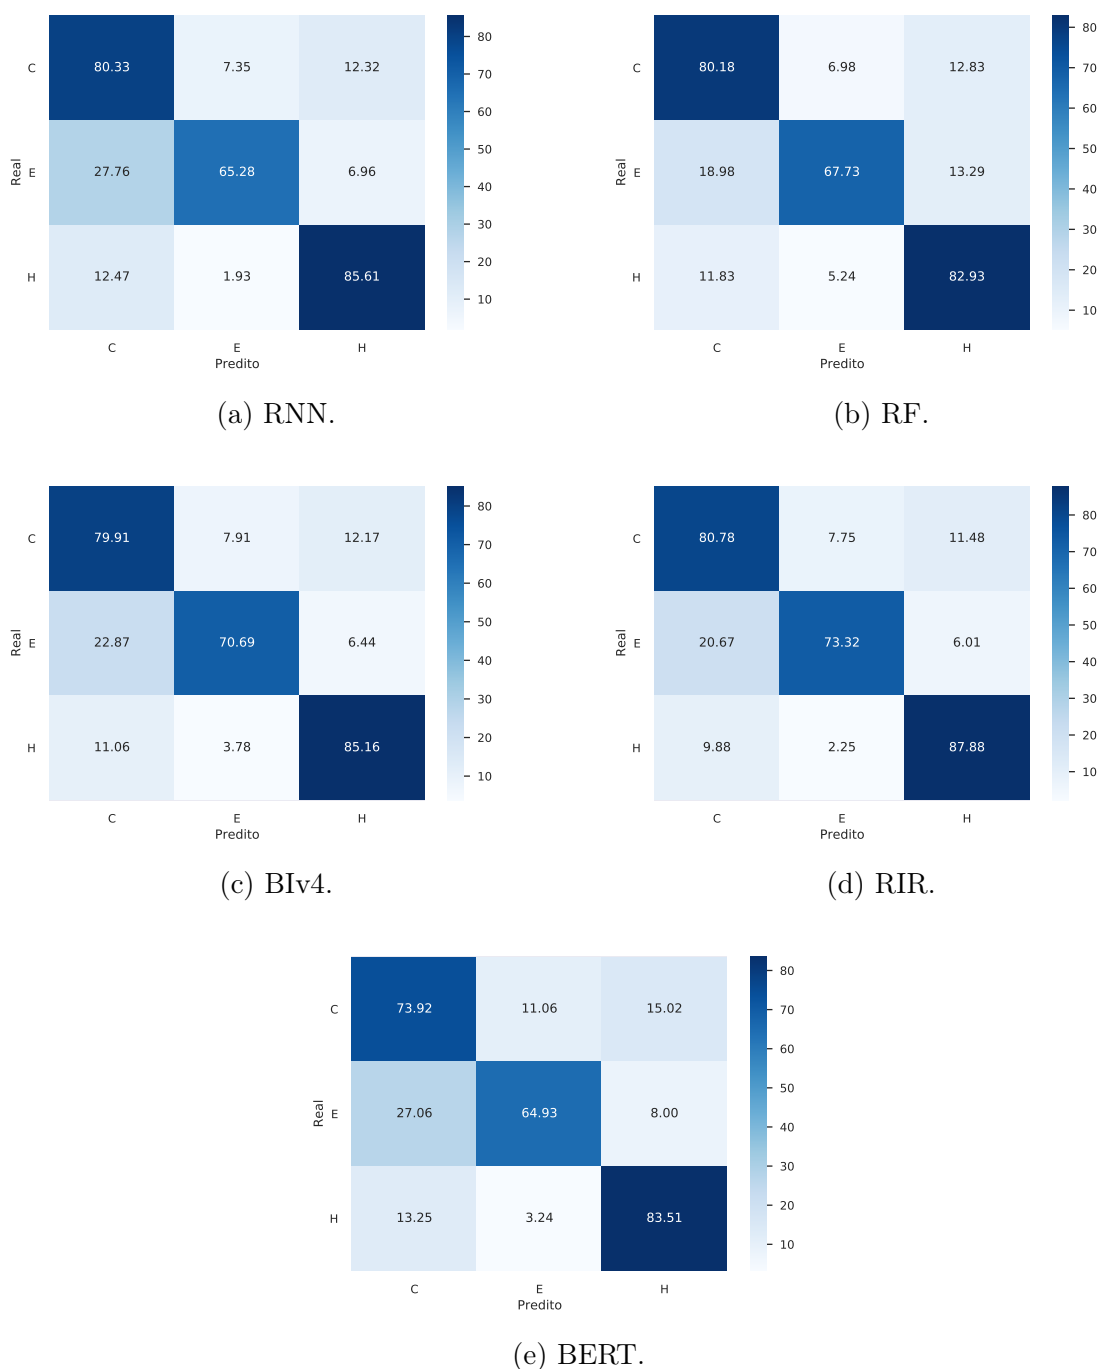 C 80.33 7.35 12.32
E 27.76 65.28 6.96
H 12.47 1.93 85.61
Real
C E H
Predito
80
70
60
50
40
30
20
10
(a) RNN.
C 80.18 6.98 12.83
E 18.98 67.73 13.29
H 11.83 5.24 82.93
Real
C E H
Predito
80
70
60
50
40
30
20
10
(b) RF.
C 79.91 7.91 12.17
E 22.87 70.69 6.44
H 11.06 3.78 85.16
Real
C E H
Predito
80
70
60
50
40
30
20
10
(c) BIv4.
C 80.78 7.75 11.48
E 20.67 73.32 6.01
H 9.88 2.25 87.88
Real
C E H
Predito
80
70
60
50
40
30
20
10
(d) RIR.
C 73.92 11.06 15.02
E 27.06 64.93 8.00
H 13.25 3.24 83.51
Real
C E H
Predito
80
70
60
50
40
30
20
10
(e) BERT.